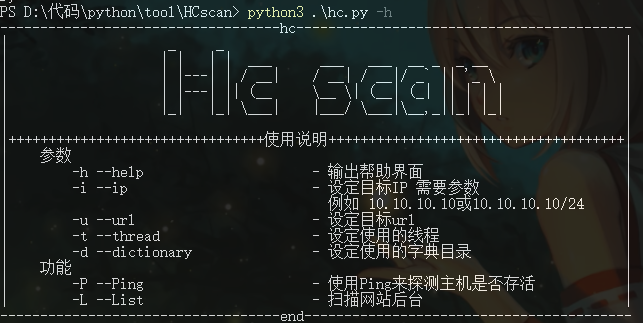 PS D:\代码\python\tool\HCscan> python3 .\hc.py -h
hc
Hc scan
使用说明
参数
-h --help - 输出帮助界面
-i --ip - 设定目标IP 需要参数
例如 10.10.10.10或10.10.10.10/24
-u --url - 设定目标url
-t --thread - 设定使用的线程
-d --dictionary - 设定使用的字典目录
功能
-P --Ping - 使用Ping来探测主机是否存活
-L --List - 扫描网站后台
end